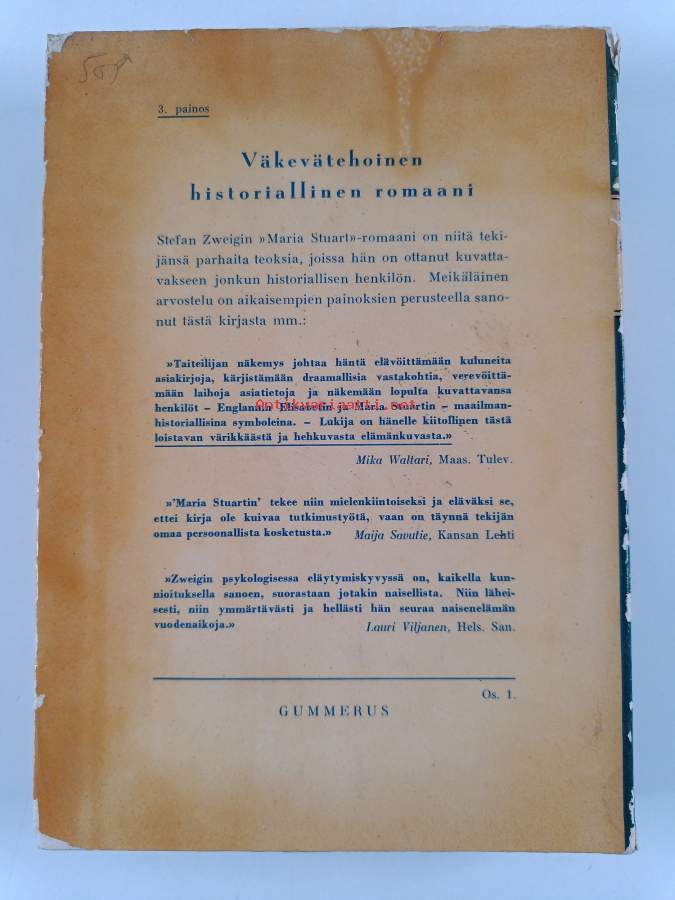 3. painos
Väkevätehoinen
historiallinen romaani
Stefan Zweigin »Maria Stuart»-romaani on niitä teki-
jänsä parhaita teoksia, joissa hän on ottanut kuvatta-
vakseen jonkun historiallisen henkilön. Meikäläinen
arvostelu on aikaisempien painoksien perusteella sano-
nut tästä kirjasta mm.:
»Taiteilijan näkemys johtaa häntä elävöittämään kuluneita
asiakirjoja, kärjistämään draamallisia vastakohtia, verevöittä-
mään laihoja asiatietoja ja näkemään lopulta kuvattavansa
henkilöt – Englannin Elisabetin ja Maria Stuartin – maailman-
historiallisina symboleina. – Lukija on hänelle kiitollinen tästä
loistavan värikkäästä ja hehkuvasta elämänkuvasta.»
Mika Waltari, Maas. Tulev.
»'Maria Stuartin' tekee niin mielenkiintoiseksi ja eläväksi se,
ettei kirja ole kuivaa tutkimustyötä, vaan on täynnä tekijän
omaa persoonallista kosketusta.» Maija Savutie, Kansan Lehti
»Zweigin psykologisessa eläytymiskyvyssä on, kaikella kun-
nioituksella sanoen, suorastaan jotakin naisellista. Niin lähei-
sesti, niin ymmärtävästi ja hellästi hän seuraa naisenelämän
vuodenaikoja.» Lauri Viljanen, Hels. San.
Os. 1.
GUMMERUS